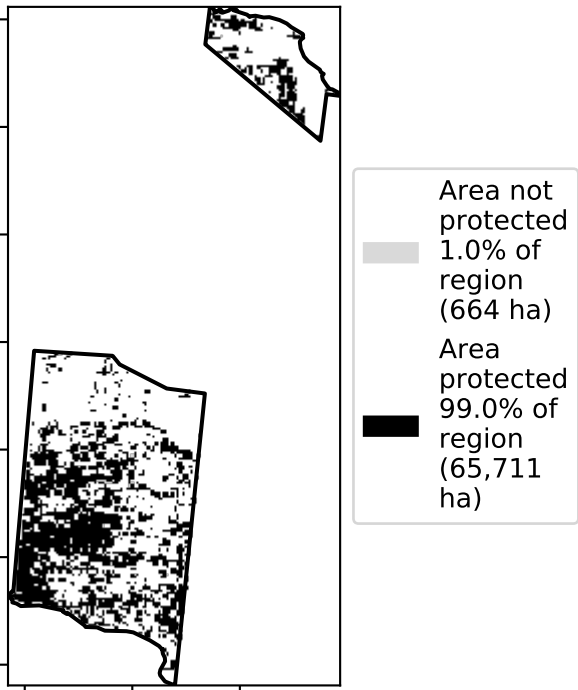 Area not
protected
1.0% of
region
(664 ha)
Area
protected
99.0% of
region
(65,711
ha)